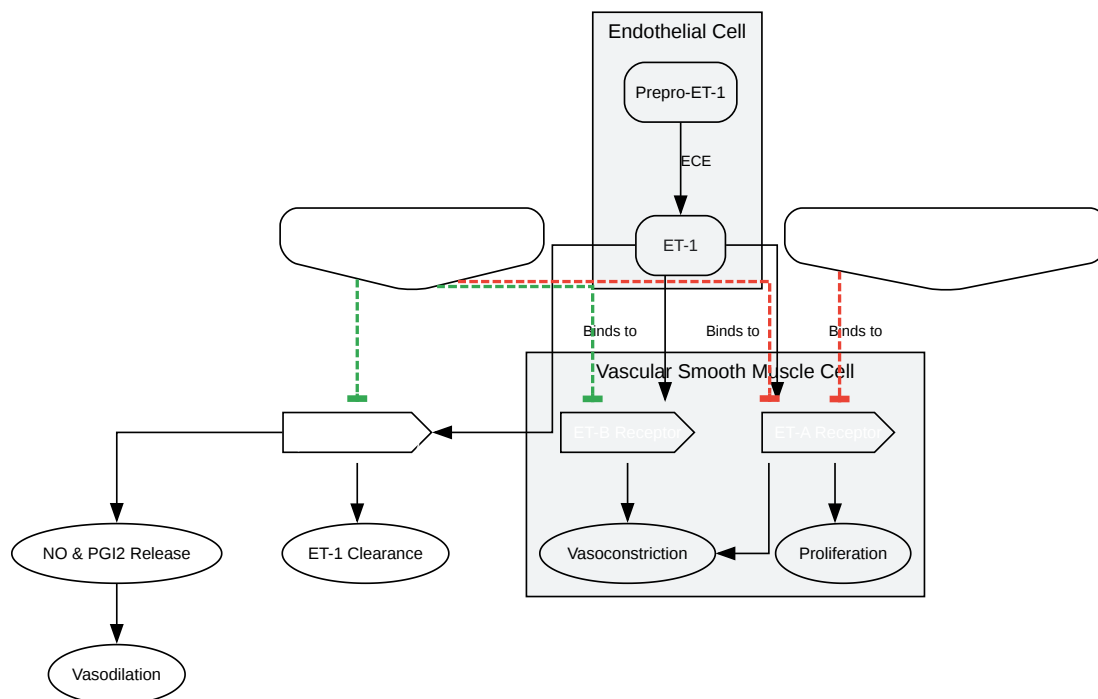 Endothelial Cell
Prepro-ET-1
ECE
ET-1
Binds to
Binds to
Binds to
Vascular Smooth Muscle Cell
ET-B Receptor
ET-A Receptor
NO & PGI2 Release
ET-1 Clearance
Vasoconstriction
Proliferation
Vasodilation